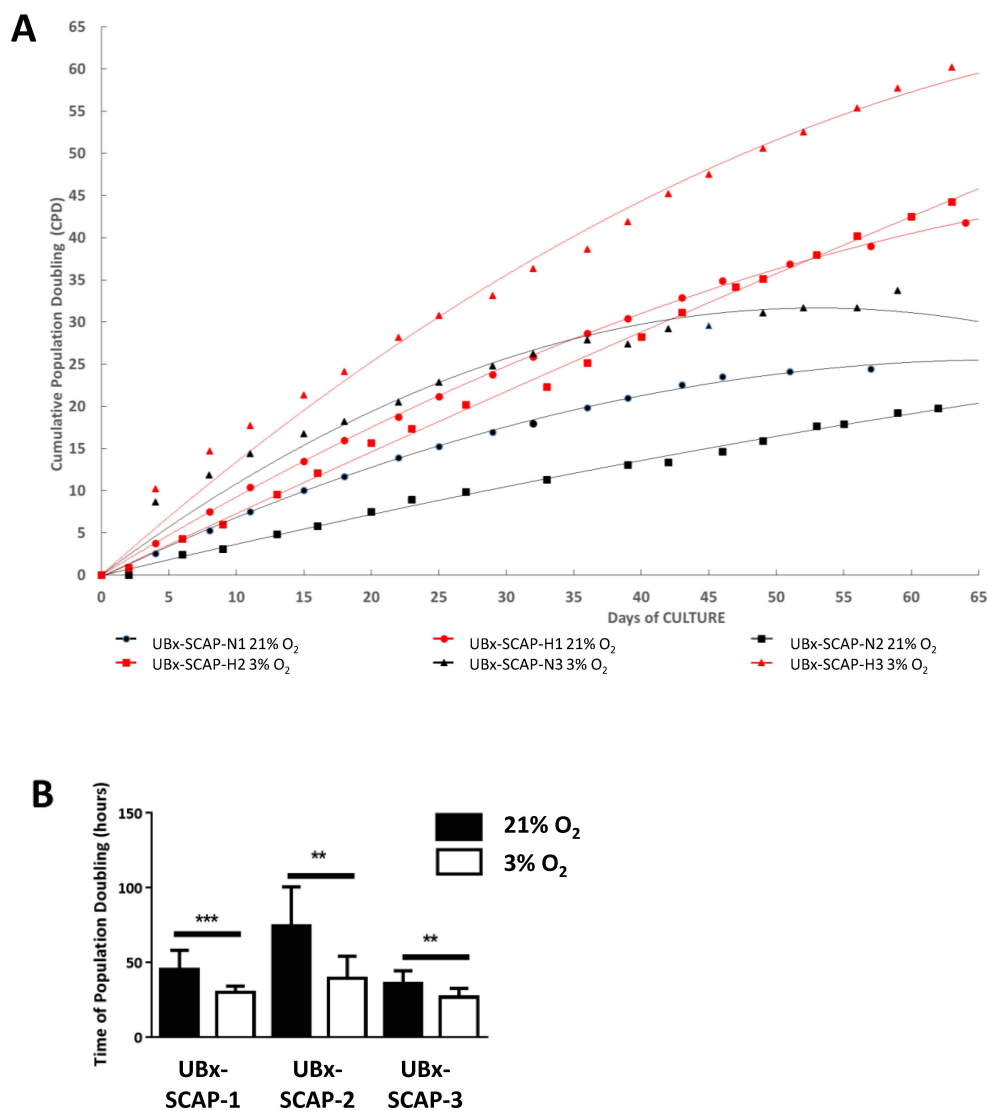 A
65
60
55
50
45
40
35
30
25
20
15
10
5
0
Cumulative Population Doubling (CPD)
0 5 10 15 20 25 30 35 40 45 50 55 60 65
Days of CULTURE
UBx-SCAP-N1 21% O2 UBx-SCAP-H1 21% O2 UBx-SCAP-N2 21% O2
UBx-SCAP-H2 3% O2 UBx-SCAP-N3 3% O2 UBx-SCAP-H3 3% O2
B
Time of Population Doubling (hours)
150
100
50
0
*** ** **
21% O2
3% O2
UBx- UBx- UBx-
SCAP-1 SCAP-2 SCAP-3